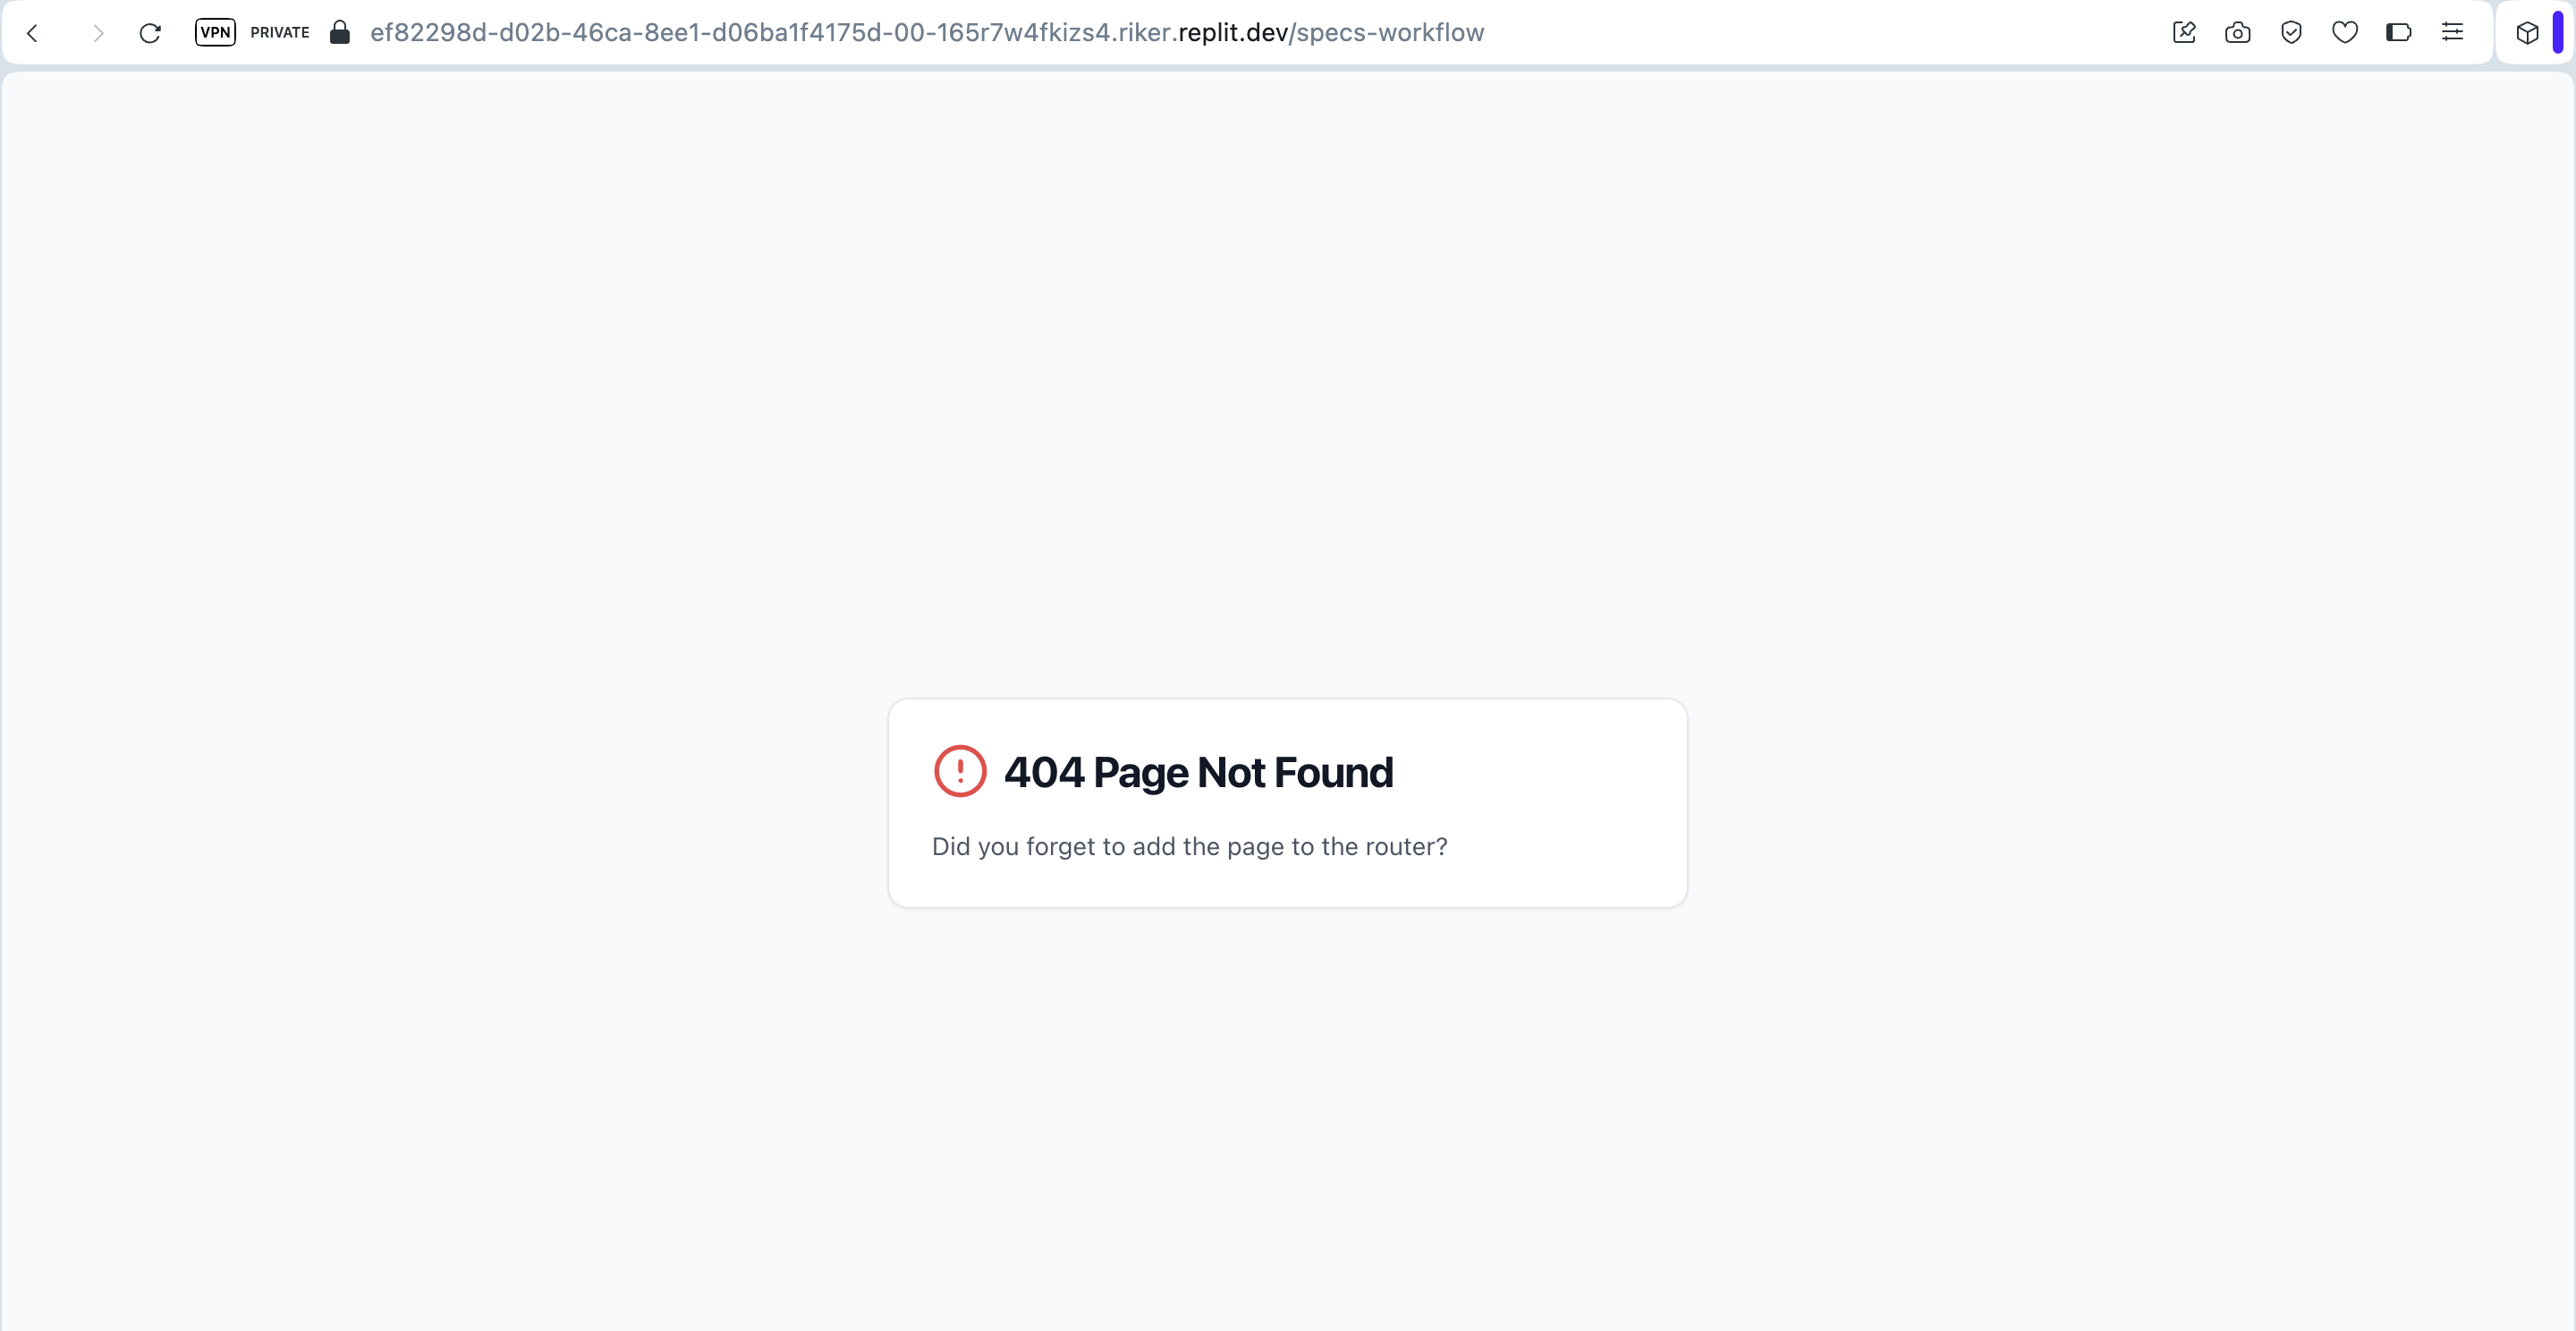 VPN PRIVATE ef82298d-d02b-46ca-8ee1-d06ba1f4175d-00-165r7w4fkizs4.riker.replit.dev/specs-workflow
404 Page Not Found
Did you forget to add the page to the router?